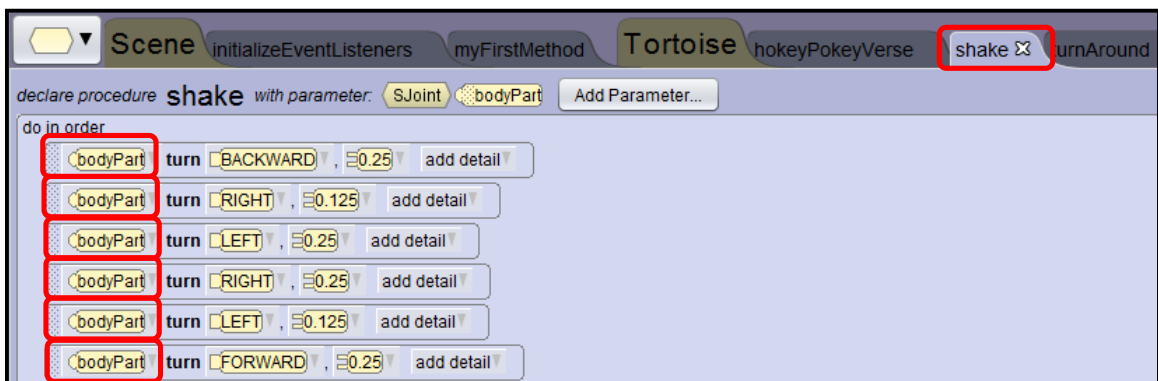 Scene initializeEventListeners myFirstMethod Tortoise hokeyPokeyVerse shake turnAround
declare procedure shake with parameter: SJoint bodyPart Add Parameter...
do in order
bodyPart turn BACKWARD , 0.25 add detail
bodyPart turn RIGHT , 0.125 add detail
bodyPart turn LEFT , 0.25 add detail
bodyPart turn RIGHT , 0.25 add detail
bodyPart turn LEFT , 0.125 add detail
bodyPart turn FORWARD , 0.25 add detail